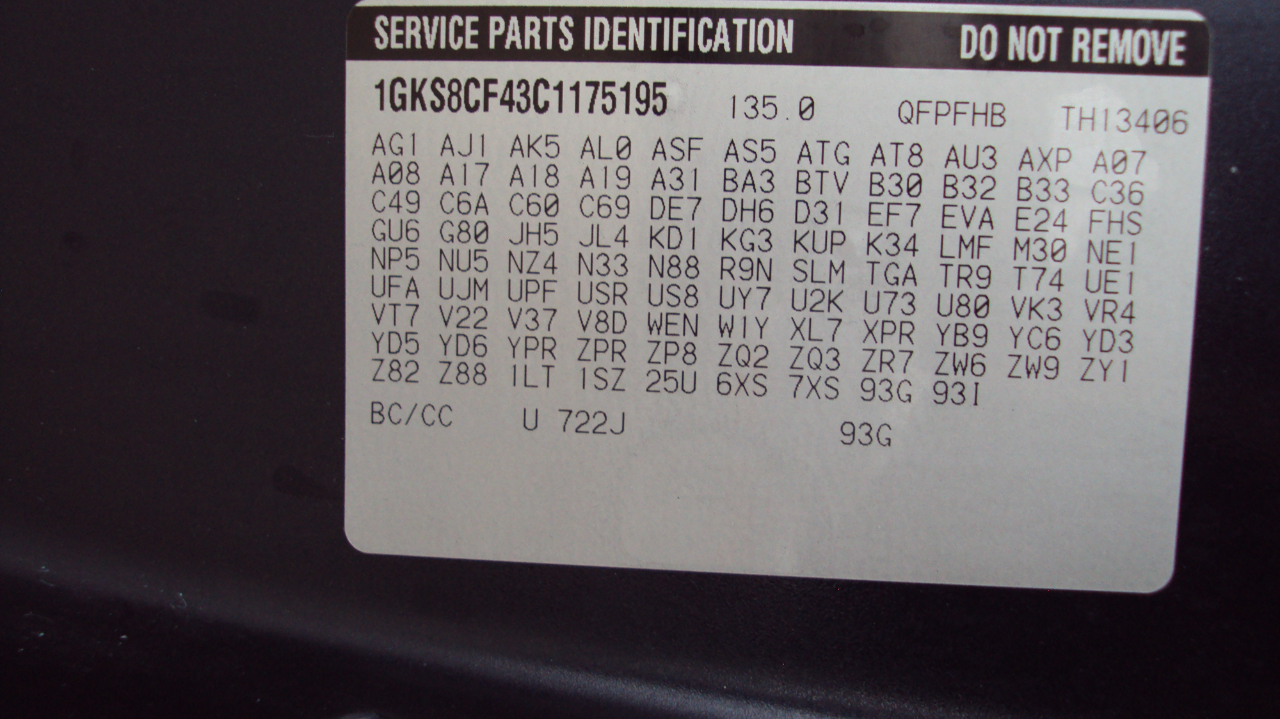 SERVICE PARTS IDENTIFICATION DO NOT REMOVE
1GKS8CF43C1175195 135.0 QFPFHB TH13406
AG1 AJ1 AK5 AL0 ASF AS5 ATG AT8 AU3 AXP A07
A08 A17 A18 A19 A31 BA3 BTV B30 B32 B33 C36
C49 C6A C60 C69 DE7 DH6 D31 EF7 EVA E24 FHS
GU6 G80 JH5 JL4 KD1 KG3 KUP K34 LMF M30 NE1
NP5 NU5 NZ4 N33 N88 R9N SLM TGA TR9 T74 UE1
UFA UJM UPF USR US8 UY7 U2K U73 U80 VK3 VR4
VT7 V22 V37 V8D WEN W1Y XL7 XPR YB9 YC6 YD3
YD5 YD6 YPR ZPR ZP8 ZQ2 ZQ3 ZR7 ZW6 ZW9 ZY1
Z82 Z88 1LT 1SZ 25U 6XS 7XS 93G 93I
BC/CC U 722J 93G